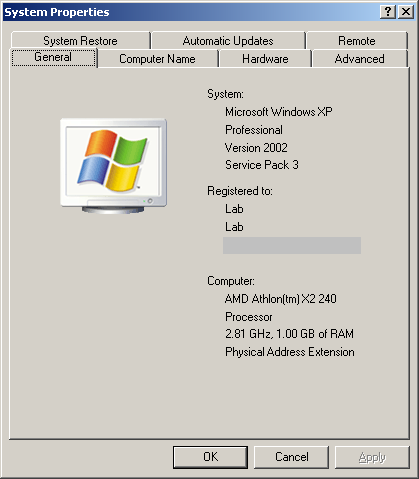 System Properties
System Restore Automatic Updates Remote
General Computer Name Hardware Advanced
System:
Microsoft Windows XP
Professional
Version 2002
Service Pack 3
Registered to:
Lab
Lab
Computer:
AMD Athlon(tm) X2 240
Processor
2.81 GHz, 1.00 GB of RAM
Physical Address Extension
OK Cancel Apply